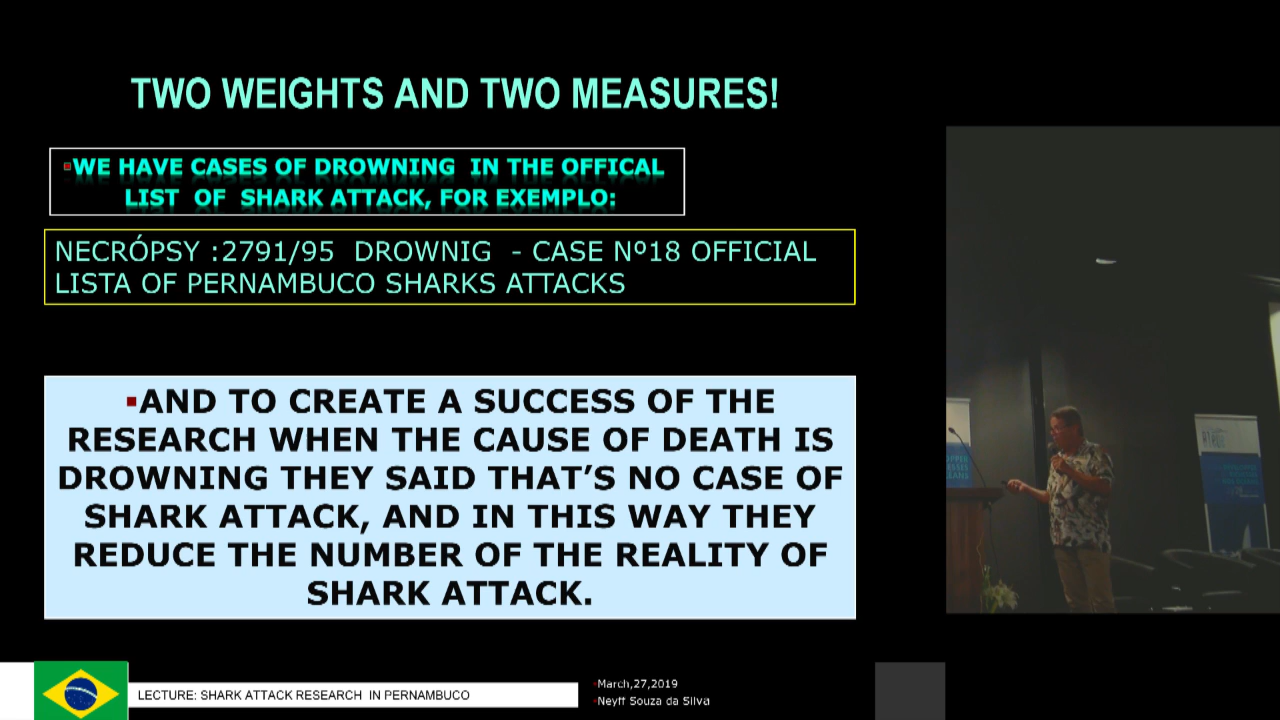 TWO WEIGHTS AND TWO MEASURES!
▪WE HAVE CASES OF DROWNING IN THE OFFICAL
LIST OF SHARK ATTACK, FOR EXEMPLO:
NECRÓPSY :2791/95 DROWNIG - CASE Nº18 OFFICIAL
LISTA OF PERNAMBUCO SHARKS ATTACKS
▪AND TO CREATE A SUCCESS OF THE
RESEARCH WHEN THE CAUSE OF DEATH IS
DROWNING THEY SAID THAT’S NO CASE OF
SHARK ATTACK, AND IN THIS WAY THEY
REDUCE THE NUMBER OF THE REALITY OF
SHARK ATTACK.
LECTURE: SHARK ATTACK RESEARCH IN PERNAMBUCO
▪March,27,2019
▪Neyff Souza da Silva